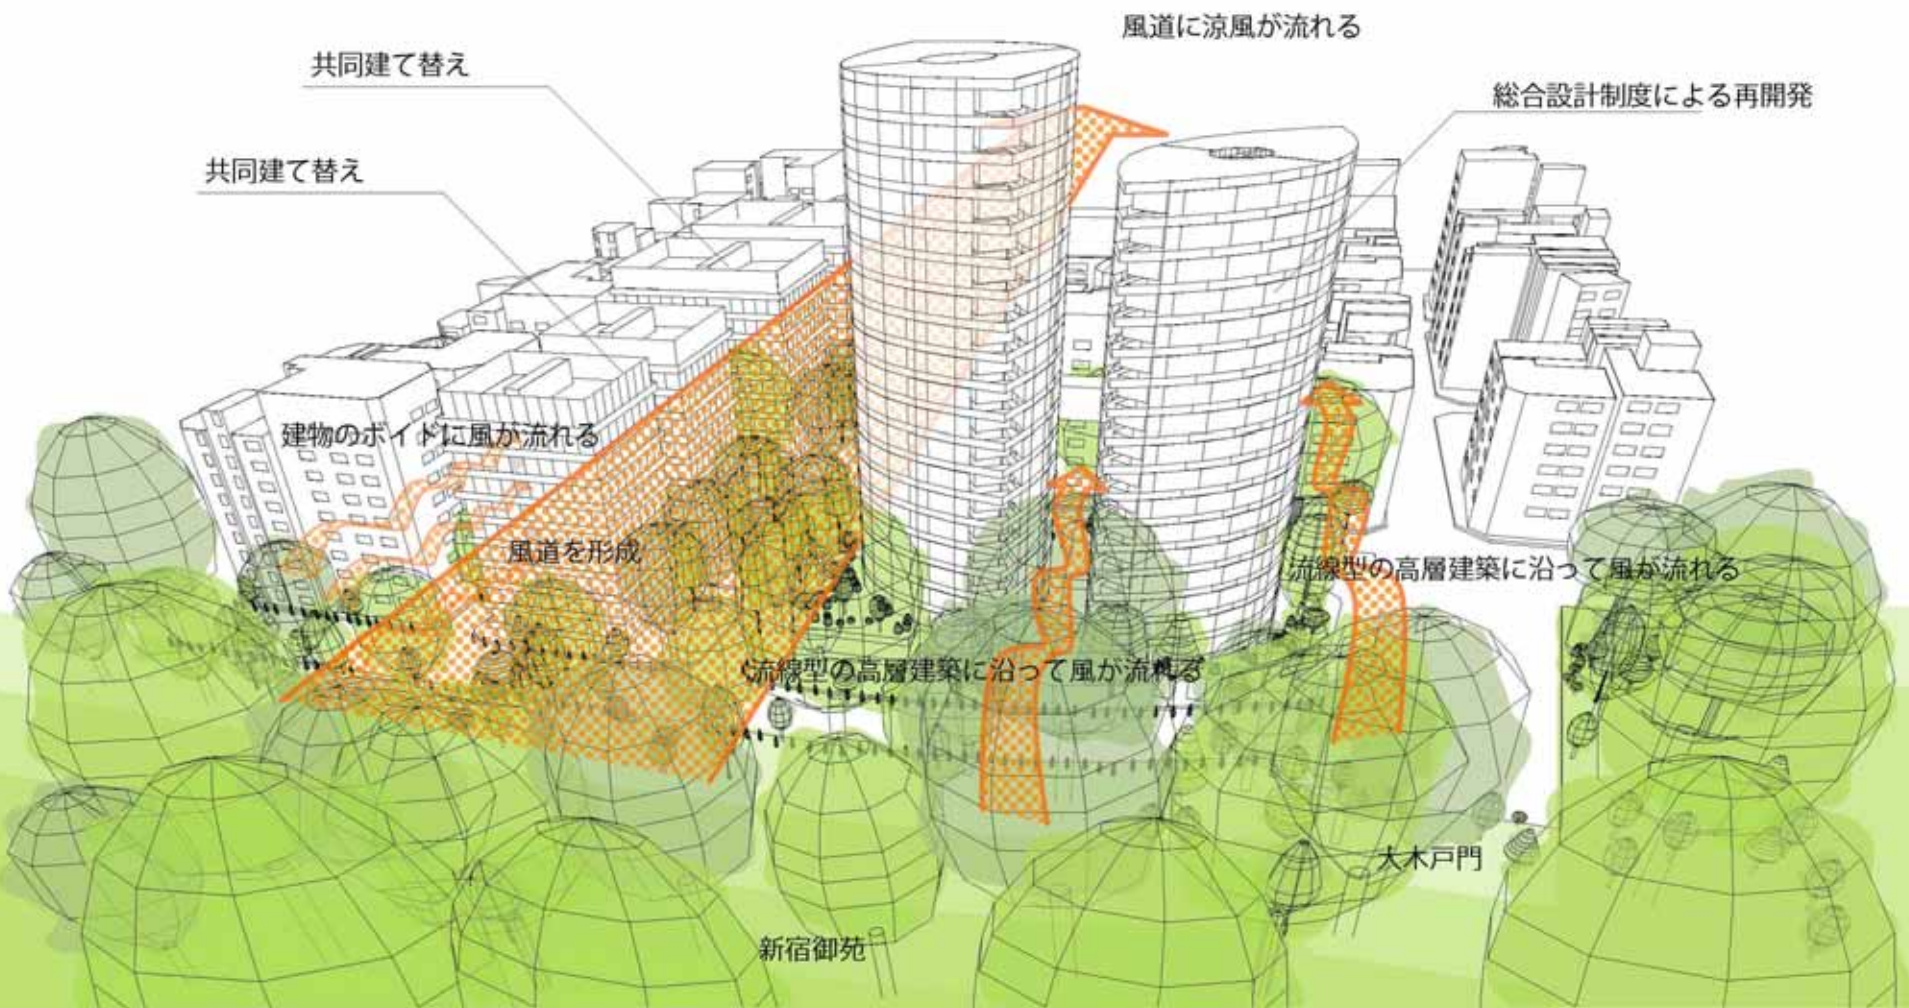 風道に涼風が流れる
共同建て替え
総合設計制度による再開発
共同建て替え
建物のボイドに風が流れる
風道を形成
流線型の高層建築に沿って風が流れる
流線型の高層建築に沿って風が流れる
大木戸門
新宿御苑